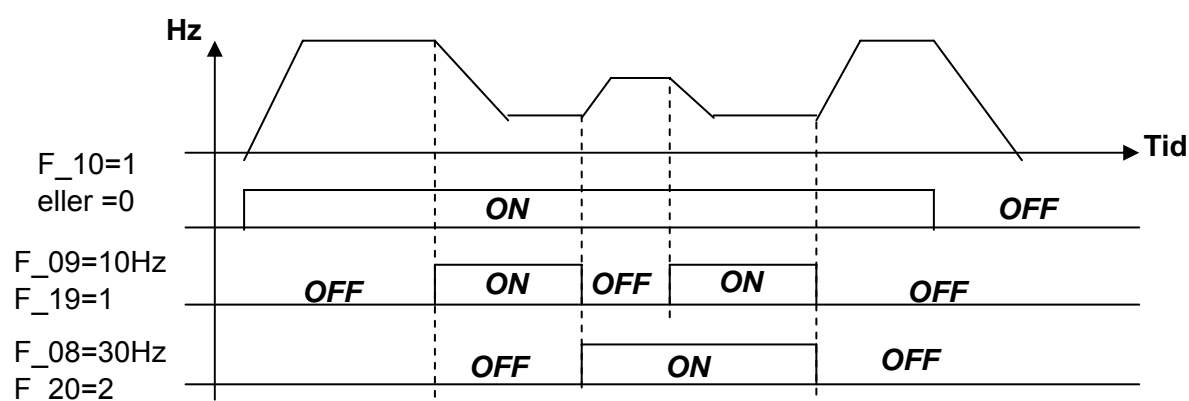 Hz
Tid
F_10=1
eller =0
ON
OFF
F_09=10Hz
F_19=1
OFF
ON
OFF
ON
OFF
F_08=30Hz
F_20=2
OFF
ON
OFF